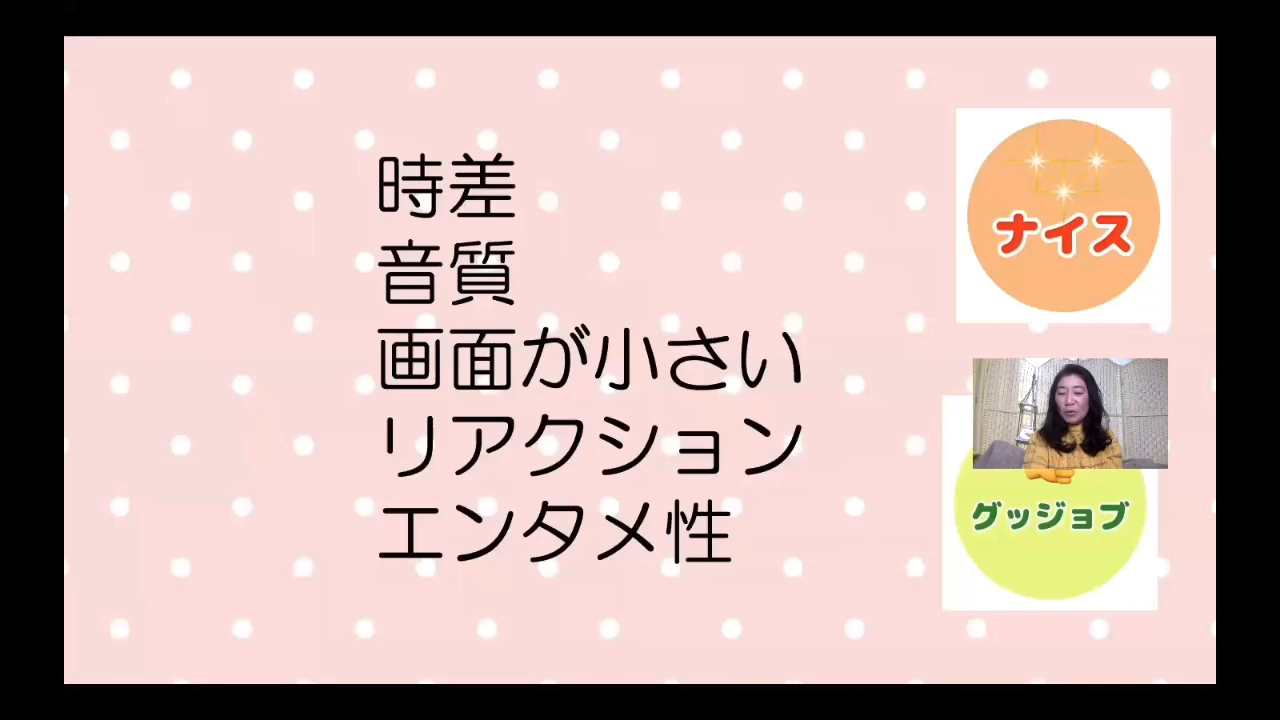 時差
音質
画面が小さい
リアクション
エンタメ性
ナイス
グッジョブ